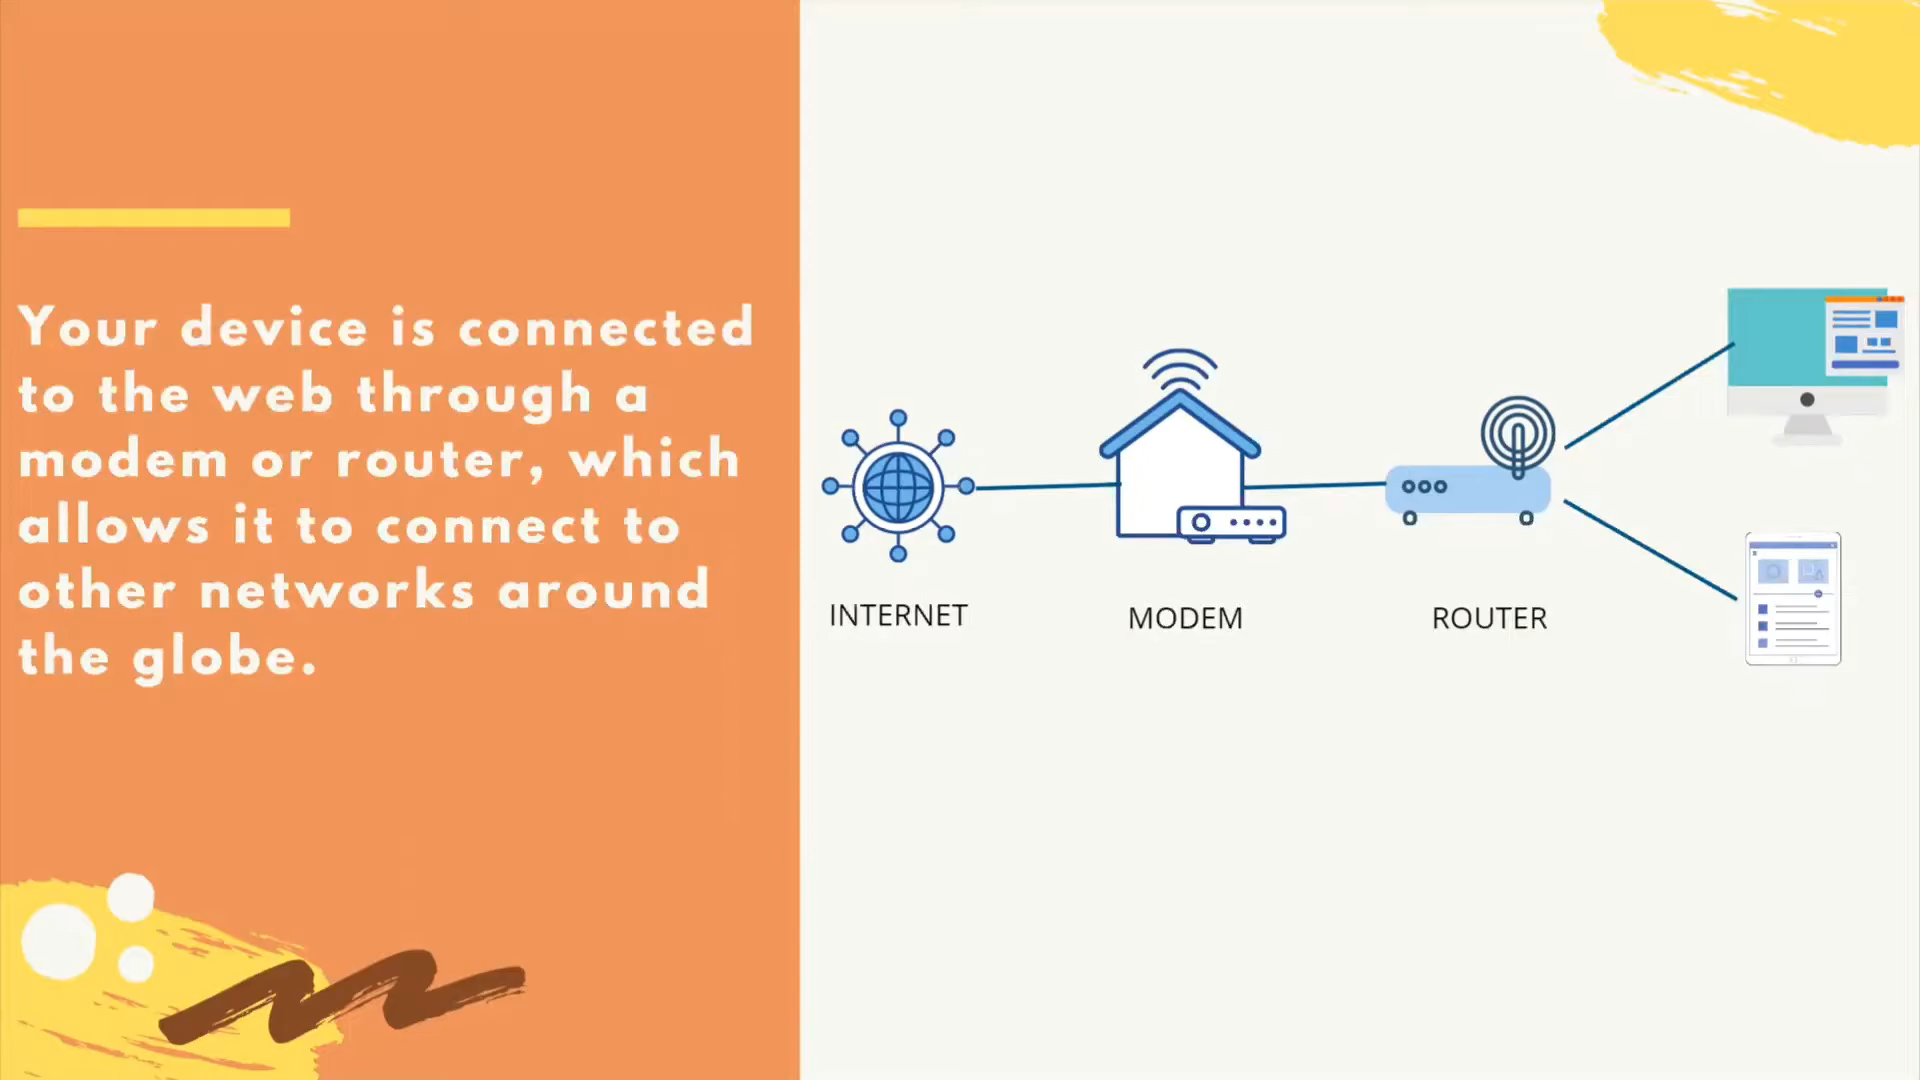 Your device is connected
to the web through a
modem or router, which
allows it to connect to
other networks around
the globe.
INTERNET
MODEM
ROUTER